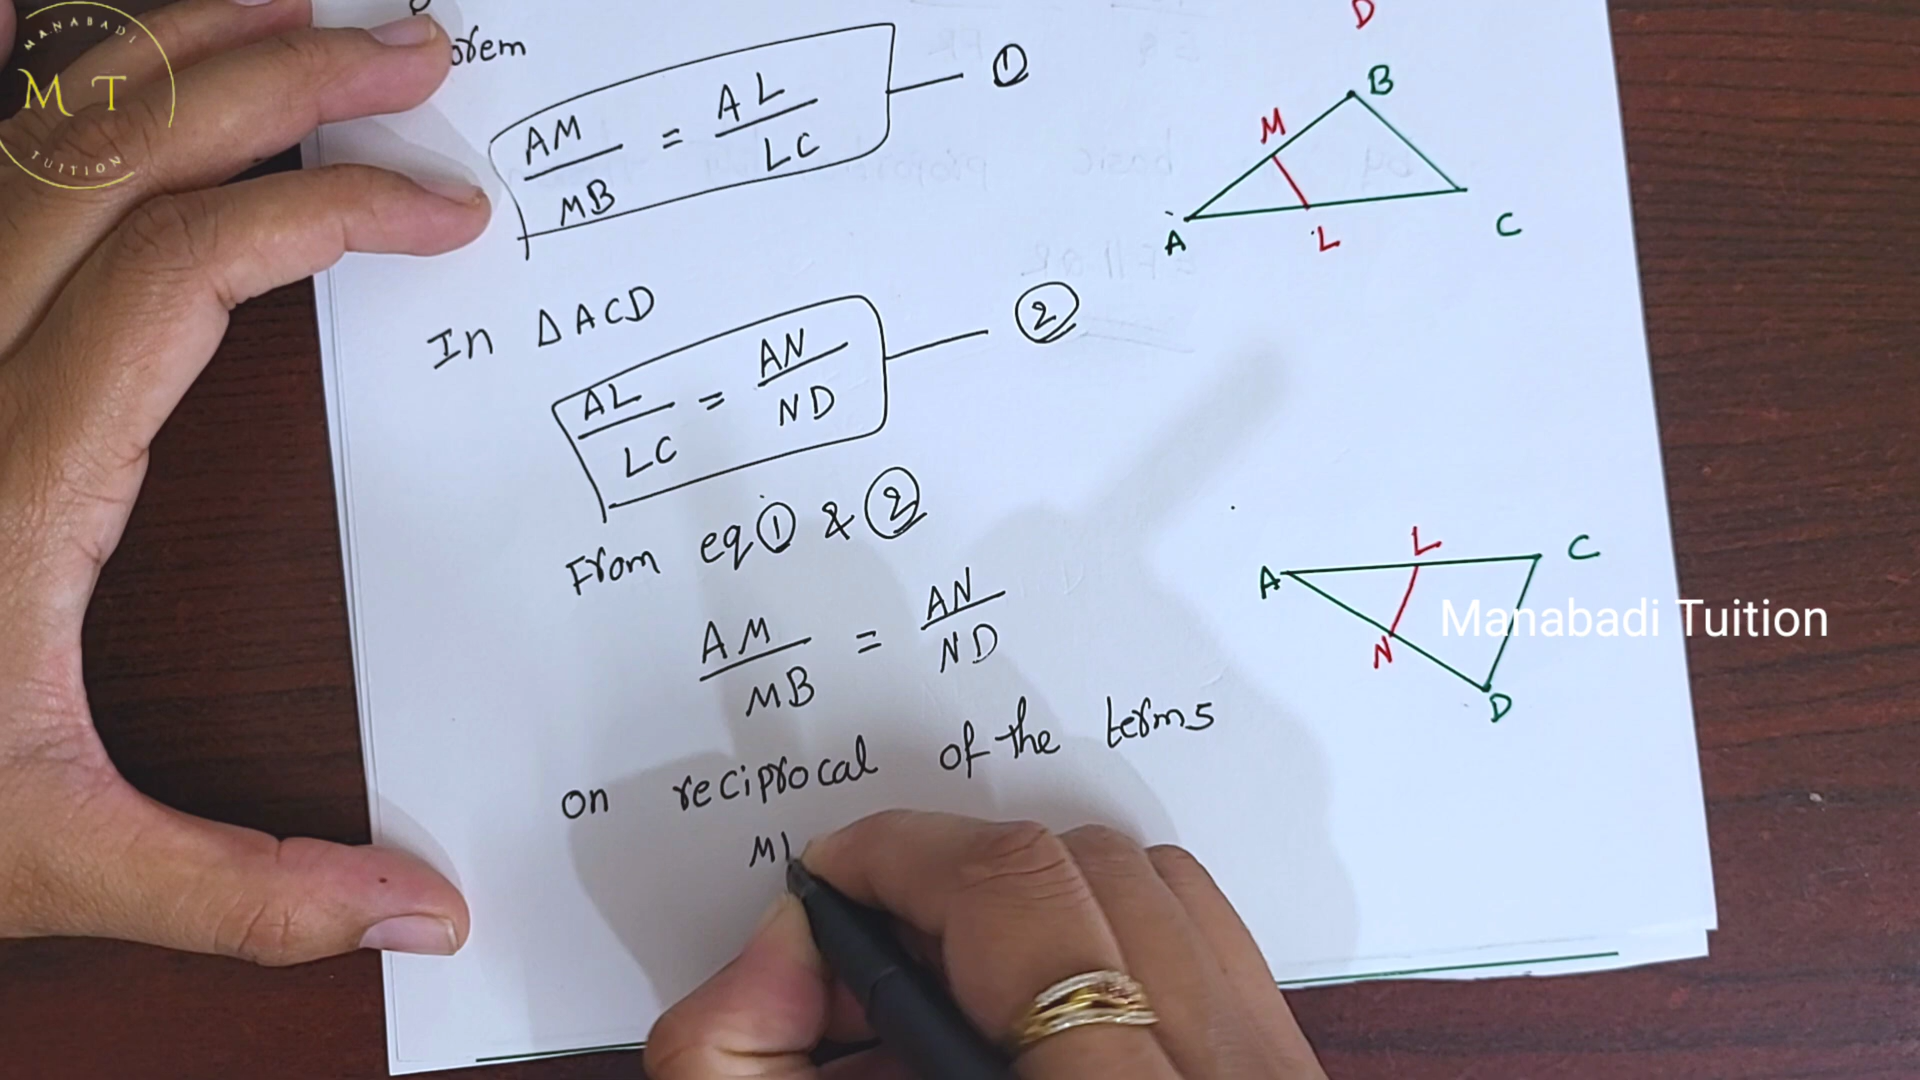 MANABADI
M T
TUITION
orem
AM/MB = AL/LC — ①
In ΔACD
AL/LC = AN/ND — ②
From eq ① & ②
AM/MB = AN/ND
on reciprocal of the terms
M
D
B
M
A
L
C
L
C
A
N
D
Manabadi Tuition